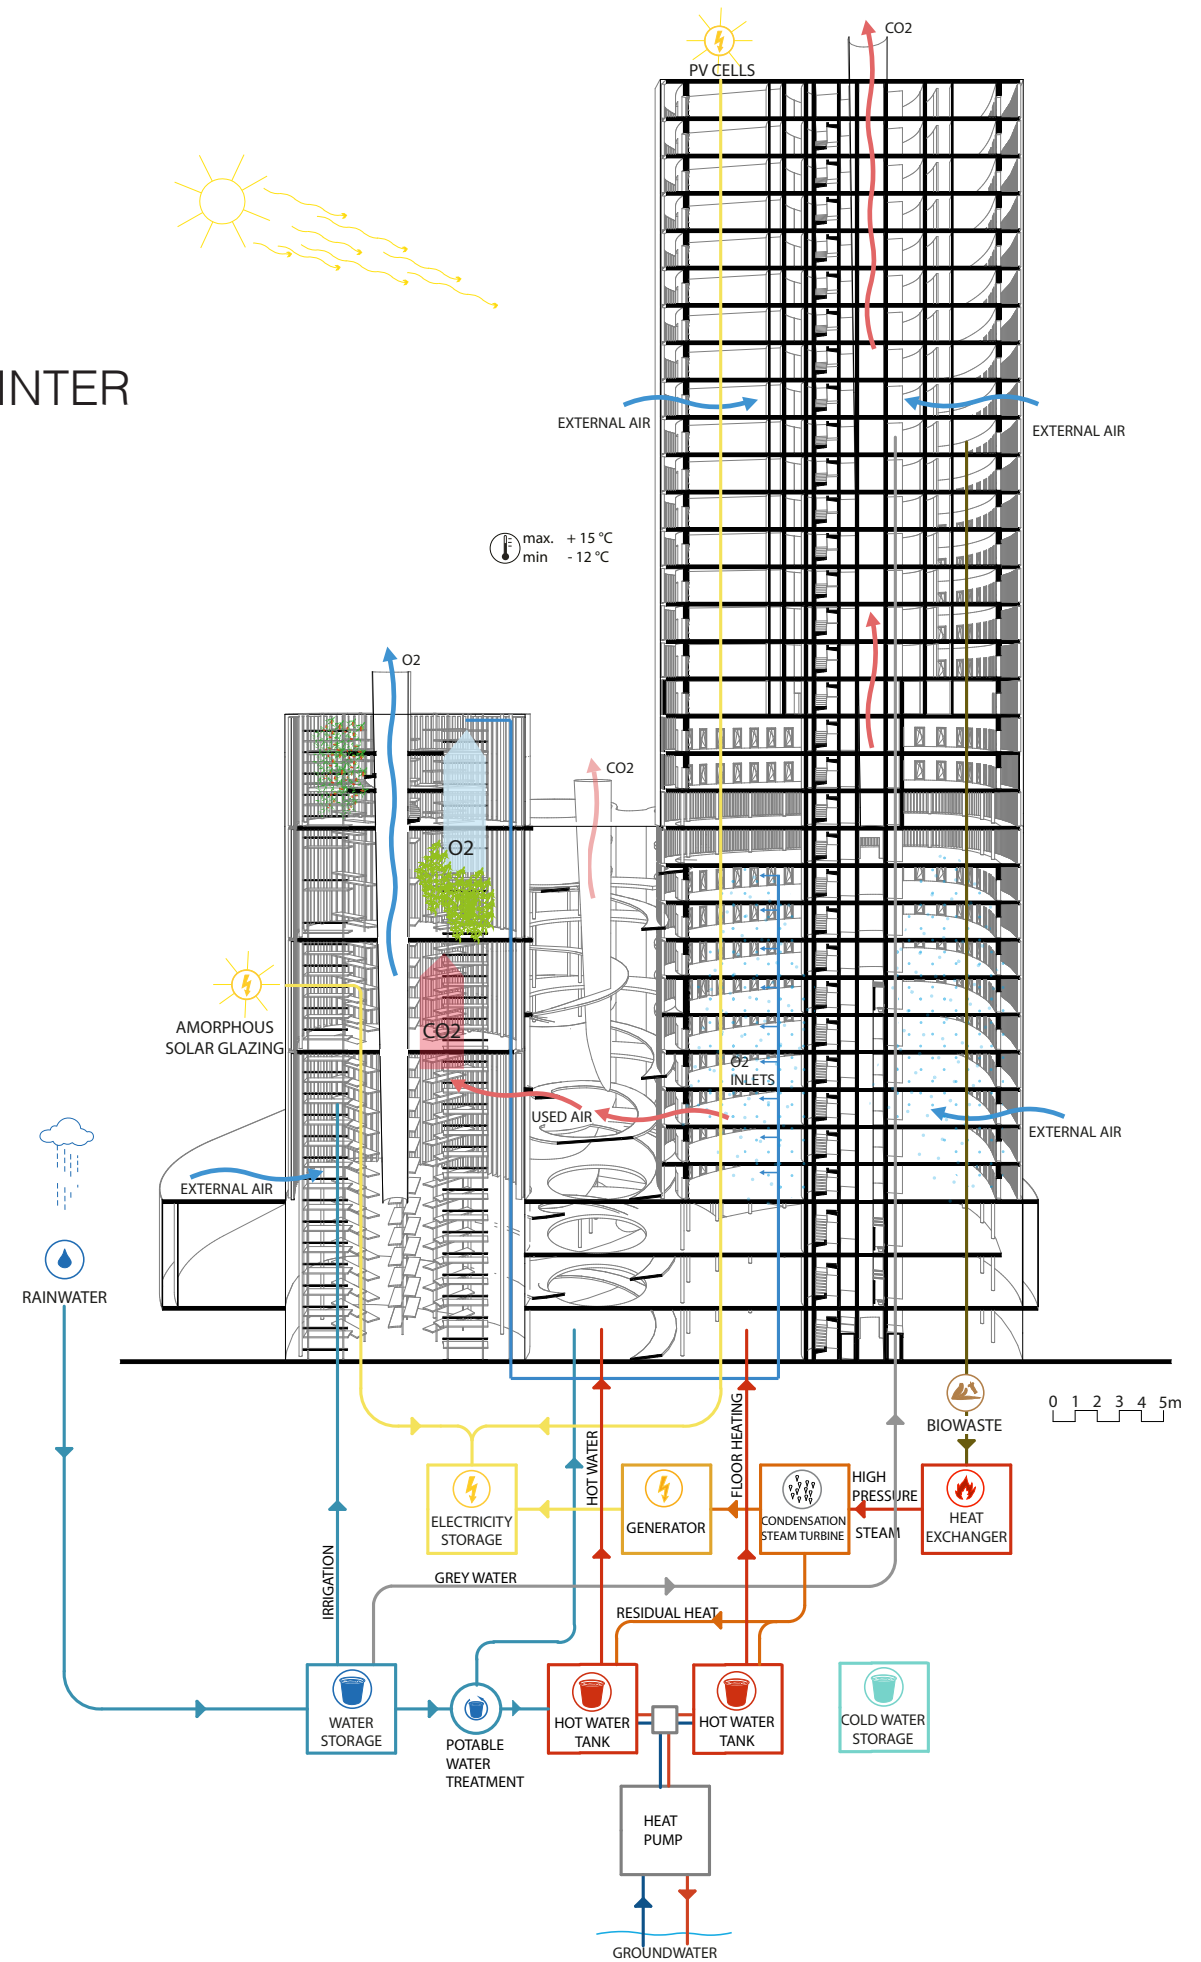 CO2
PV CELLS
INTER
EXTERNAL AIR
EXTERNAL AIR
max. + 15 °C
min - 12 °C
O2
CO2
O2
AMORPHOUS
SOLAR GLAZING
CO2
O2
INLETS
USED AIR
EXTERNAL AIR
EXTERNAL AIR
RAINWATER
0 1 2 3 4 5m
BIOWASTE
HOT WATER
FLOOR HEATING
HIGH
PRESSURE
STEAM
ELECTRICITY
STORAGE
GENERATOR
CONDENSATION
STEAM TURBINE
HEAT
EXCHANGER
IRRIGATION
GREY WATER
RESIDUAL HEAT
WATER
STORAGE
POTABLE
WATER
TREATMENT
HOT WATER
TANK
HOT WATER
TANK
COLD WATER
STORAGE
HEAT
PUMP
GROUNDWATER